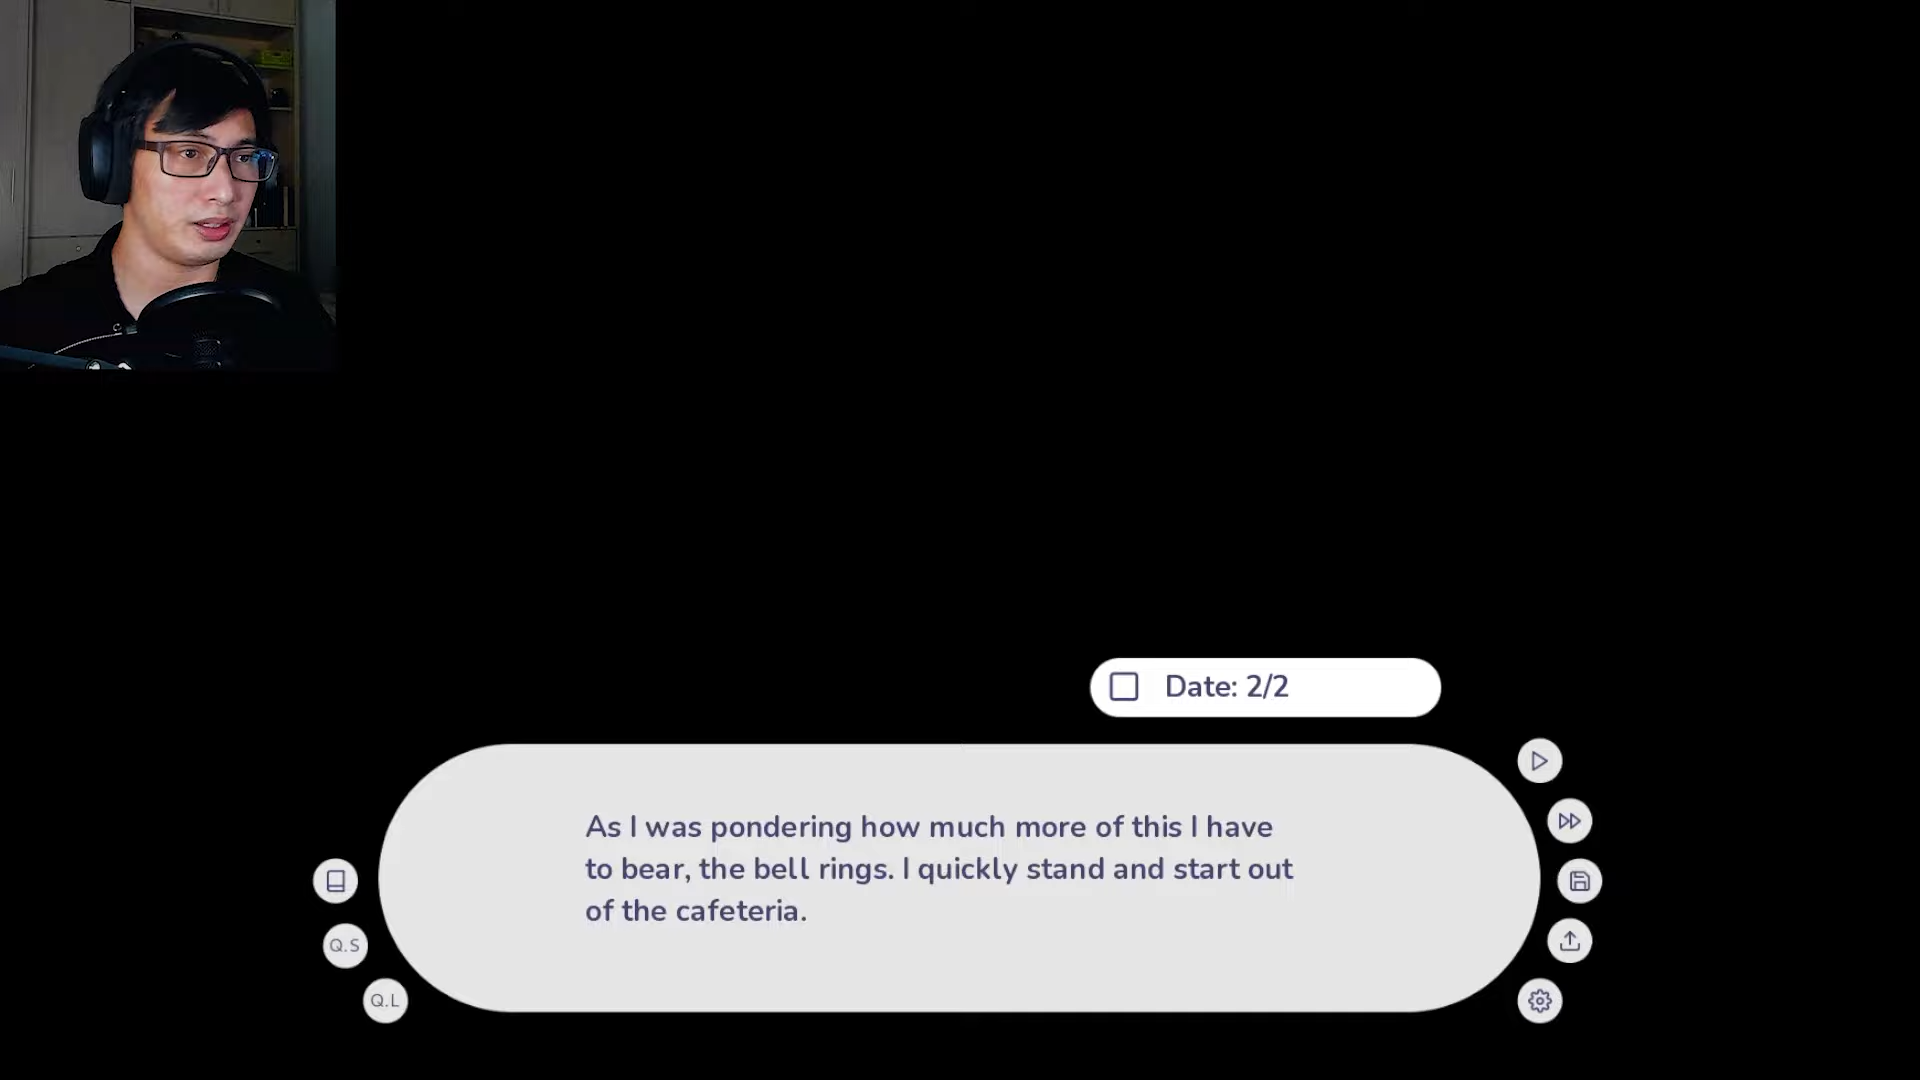 Date: 2/2
As I was pondering how much more of this I have
to bear, the bell rings. I quickly stand and start out
of the cafeteria.
Q.S
Q.L